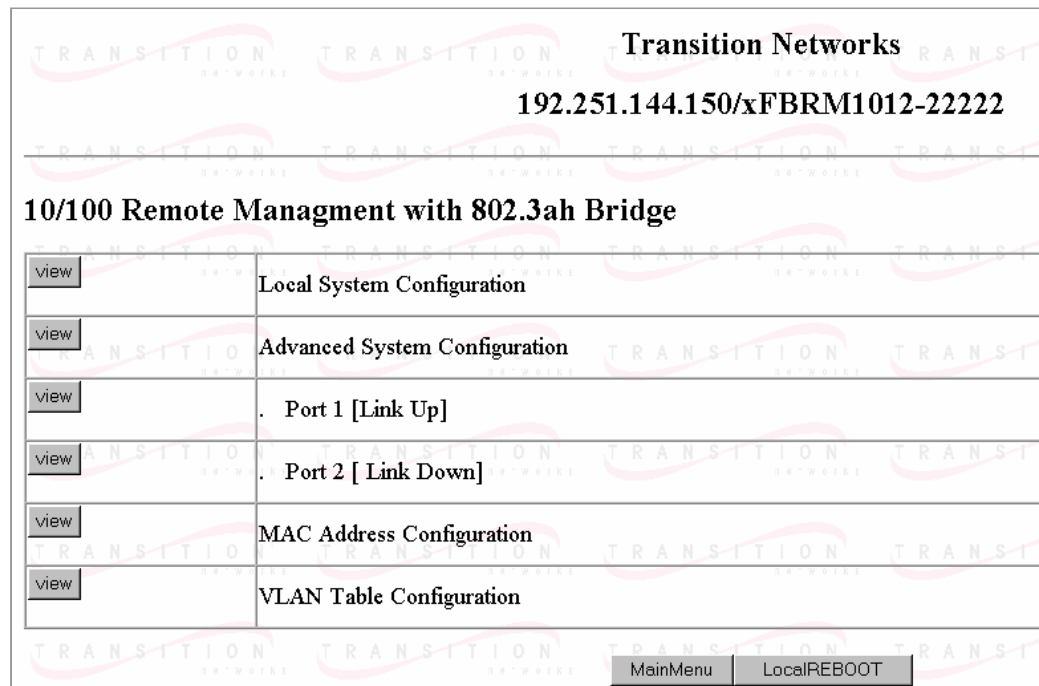 Transition Networks
192.251.144.150/xFBRM1012-22222
10/100 Remote Managment with 802.3ah Bridge
view Local System Configuration
view Advanced System Configuration
view . Port 1 [Link Up]
view . Port 2 [ Link Down]
view MAC Address Configuration
view VLAN Table Configuration
MainMenu LocalREBOOT
TRANSITION
networks